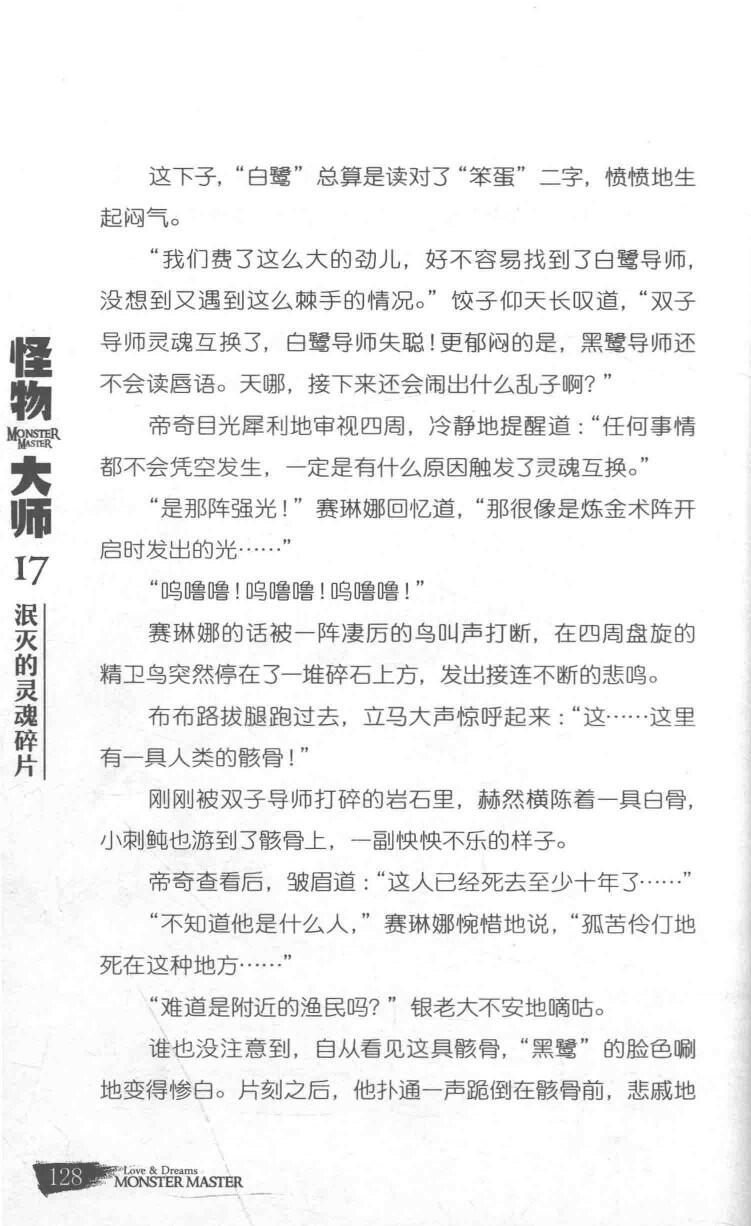 这下子，“白鹭”总算是读对了“笨蛋”二字，愤愤地生
起闷气。
“我们费了这么大的劲儿，好不容易找到了白鹭导师，
没想到又遇到这么棘手的情况。”饺子仰天长叹道，“双子
导师灵魂互换了，白鹭导师失聪！更郁闷的是，黑鹭导师还
不会读唇语。天哪，接下来还会闹出什么乱子啊？”
帝奇目光犀利地审视四周，冷静地提醒道：“任何事情
都不会凭空发生，一定是有什么原因触发了灵魂互换。”
“是那阵强光！”赛琳娜回忆道，“那很像是炼金术阵开
启时发出的光……”
“呜噜噜！呜噜噜！呜噜噜！”
赛琳娜的话被一阵凄厉的鸟叫声打断，在四周盘旋的
精卫鸟突然停在了一堆碎石上方，发出接连不断的悲鸣。
布布路拔腿跑过去，立马大声惊呼起来：“这……这里
有一具人类的骸骨！”
刚刚被双子导师打碎的岩石里，赫然横陈着一具白骨，
小刺鲀也游到了骸骨上，一副怏怏不乐的样子。
帝奇查看后，皱眉道：“这人已经死去至少十年了……”
“不知道他是什么人，”赛琳娜惋惜地说，“孤苦伶仃地
死在这种地方……”
“难道是附近的渔民吗？”银老大不安地嘀咕。
谁也没注意到，自从看见这具骸骨，“黑鹭”的脸色唰
地变得惨白。片刻之后，他扑通一声跪倒在骸骨前，悲戚地
怪物
MONSTER
MASTER
大师
17
泯灭的灵魂碎片
128
Love & Dreams
MONSTER MASTER